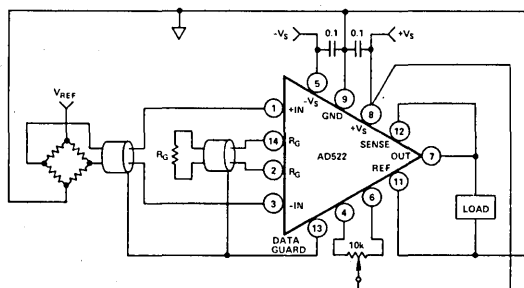 -VS
0.1
0.1
+VS
5
9
8
-VS
GND
+VS
VREF
1
+IN
12
SENSE
14
RG
RG
AD522
OUT
7
2
RG
REF
11
3
-IN
LOAD
13
4
6
DATA
GUARD
10k